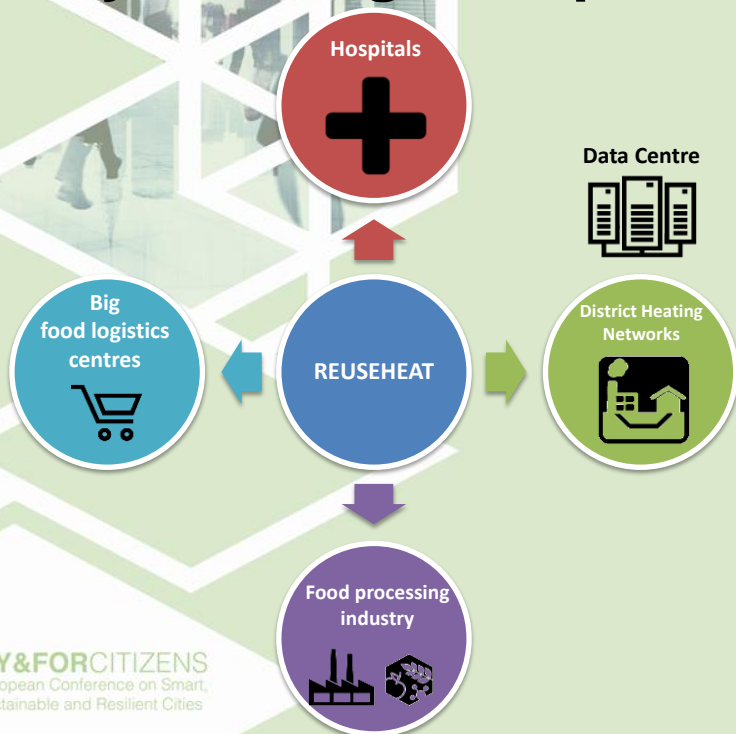 Hospitals
Data Centre
Big
food logistics
centres
REUSEHEAT
District Heating
Networks
Food processing
industry
Y&FORCITIZENS
opean Conference on Smart,
tainable and Resilient Cities